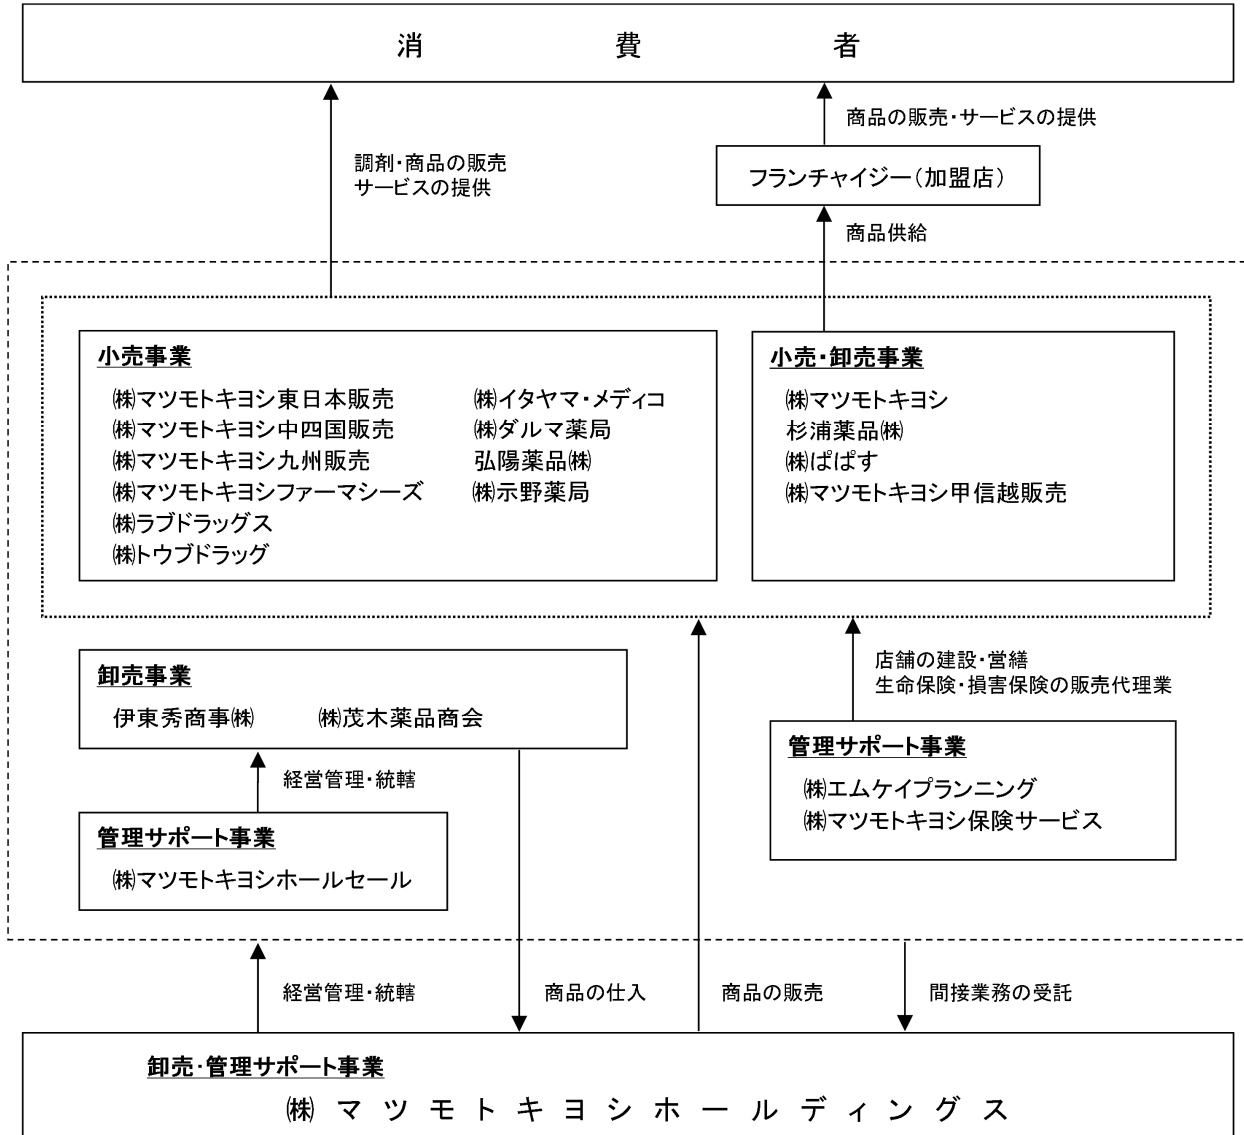 消費者
商品の販売・サービスの提供
調剤・商品の販売
サービスの提供
フランチャイジー(加盟店)
商品供給
小売事業
㈱マツモトキヨシ東日本販売
㈱マツモトキヨシ中四国販売
㈱マツモトキヨシ九州販売
㈱マツモトキヨシファーマシーズ
㈱ラブドラッグス
㈱トウブドラッグ
㈱イタヤマ・メディコ
㈱ダルマ薬局
弘陽薬品㈱
㈱示野薬局
小売・卸売事業
㈱マツモトキヨシ
杉浦薬品㈱
㈱ぱぱす
㈱マツモトキヨシ甲信越販売
卸売事業
伊東秀商事㈱
㈱茂木薬品商会
店舗の建設・営繕
生命保険・損害保険の販売代理業
管理サポート事業
㈱エムケイプランニング
㈱マツモトキヨシ保険サービス
経営管理・統轄
管理サポート事業
㈱マツモトキヨシホールセール
経営管理・統轄
商品の仕入
商品の販売
間接業務の受託
卸売・管理サポート事業
㈱マツモトキヨシホールディングス